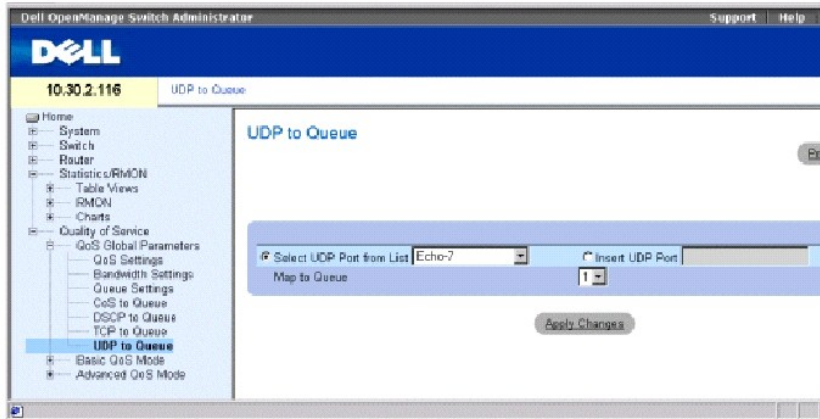 Dell OpenManage Switch Administrator Support Help
DELL
10.30.2.116 UDP to Queue
Home
System
Switch
Router
Statistics/RMON
Table Views
RMON
Charts
Quality of Service
QoS Global Parameters
QoS Settings
Bandwidth Settings
Queue Settings
CoS to Queue
DSCP to Queue
TCP to Queue
UDP to Queue
Basic QoS Mode
Advanced QoS Mode
UDP to Queue
Select UDP Port from List Echo-7 Insert UDP Port
Map to Queue 1
Apply Changes